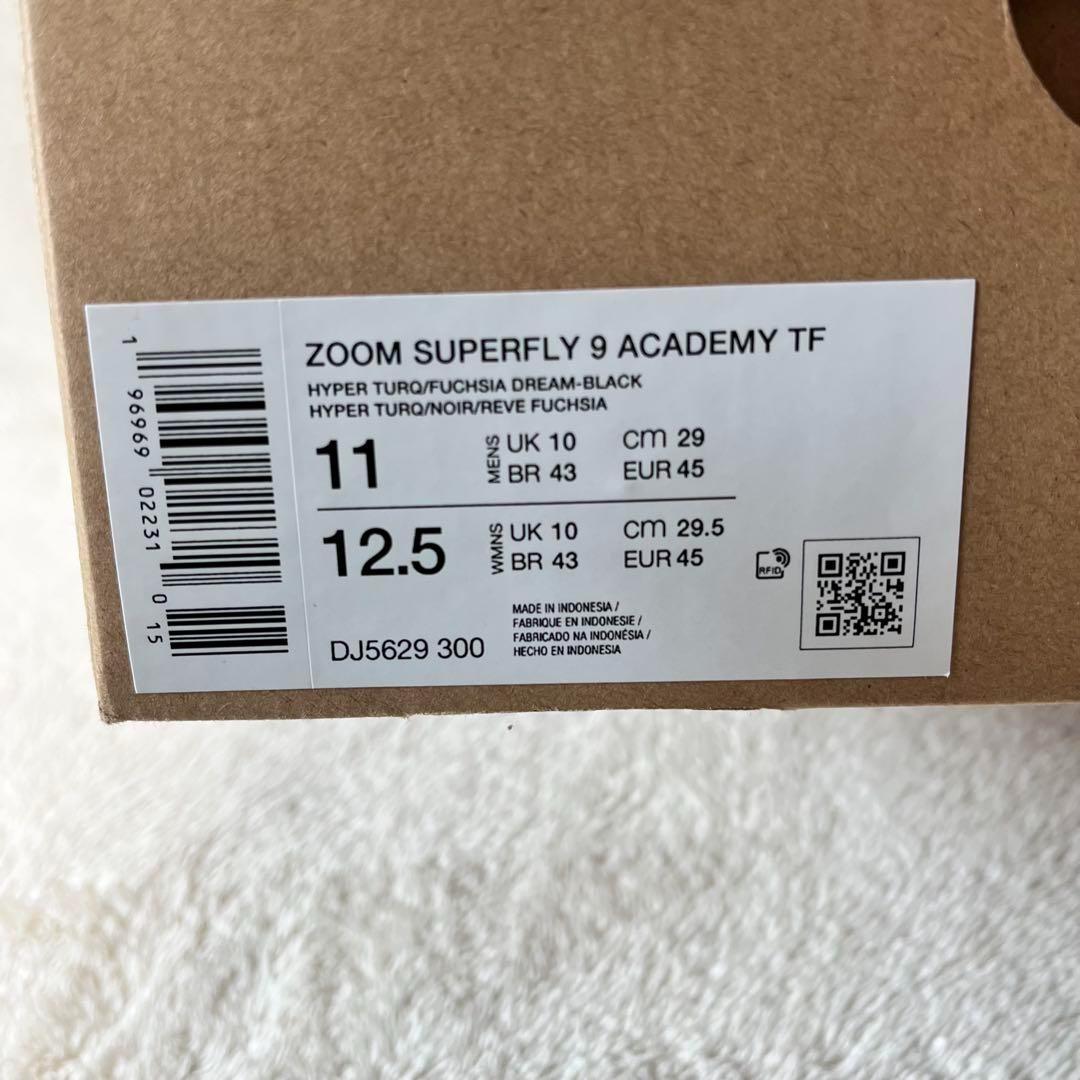 1 96969 02231 0 15
ZOOM SUPERFLY 9 ACADEMY TF
HYPER TURQ/FUCHSIA DREAM-BLACK
HYPER TURQ/NOIR/REVE FUCHSIA
11
MENS
UK 10 cm 29
BR 43 EUR 45
12.5
WMNS
UK 10 cm 29.5
BR 43 EUR 45
RFID
MADE IN INDONESIA /
FABRIQUE EN INDONESIE /
FABRICADO NA INDONÉSIA /
HECHO EN INDONESIA
DJ5629 300